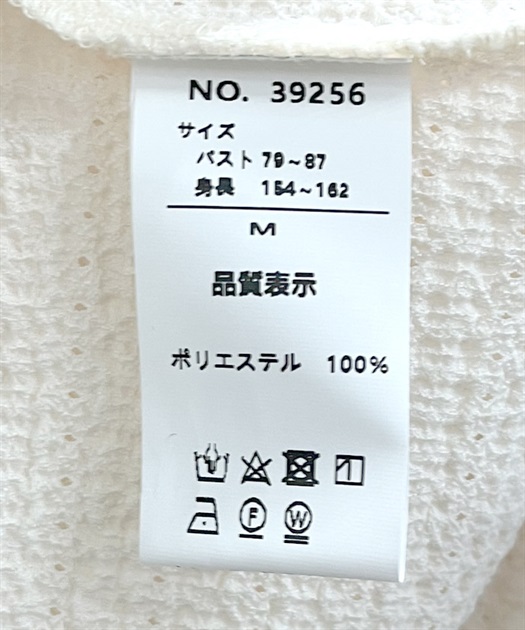 NO. 39256
サイズ
バスト 79～87
身長 154～162
M
品質表示
ポリエステル 100%
F W